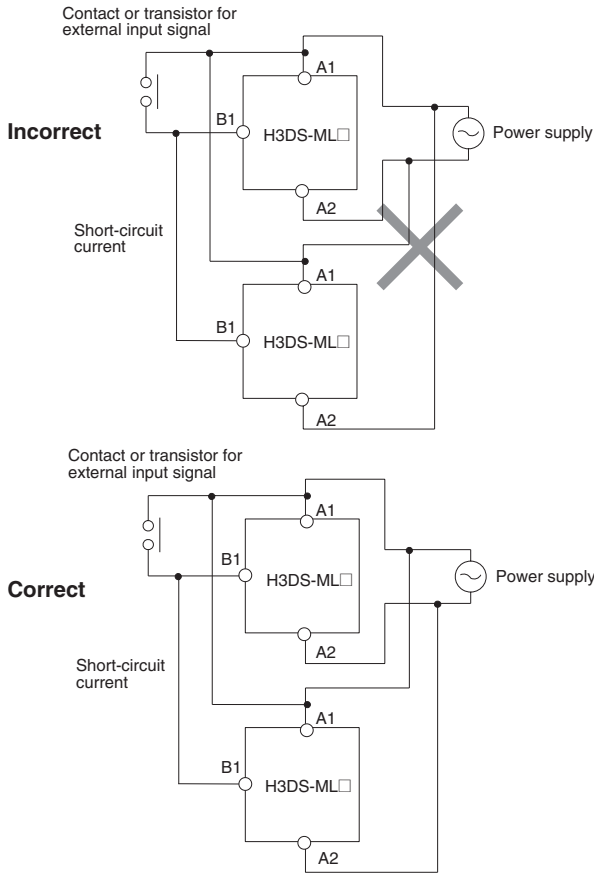 Contact or transistor for
external input signal
A1
B1
H3DS-ML□
Incorrect
Power supply
A2
Short-circuit
current
A1
B1
H3DS-ML□
A2
Contact or transistor for
external input signal
A1
B1
H3DS-ML□
Correct
Power supply
A2
Short-circuit
current
A1
B1
H3DS-ML□
A2